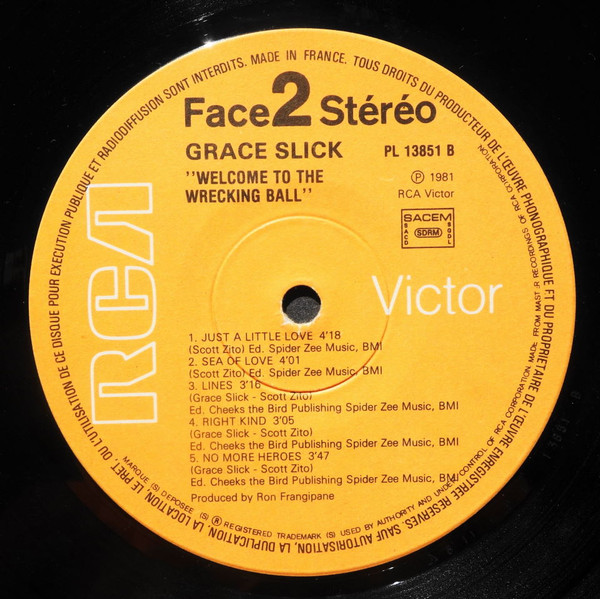 MADE IN FRANCE. TOUS DROITS DU PRODUCTEUR DE L'ŒUVRE PHONOGRAPHIQUE ET DU PROPRIETAIRE DE L'ŒUVRE ENREGISTREE RESERVES. SAUF AUTORISATION, LA DUPLICATION, LA LOCATION, LE PRET, OU L'UTILISATION DE CE DISQUE POUR EXECUTION PUBLIQUE ET RADIODIFFUSION SONT INTERDITS.
Face 2 Stéréo
GRACE SLICK
PL 13851 B
"WELCOME TO THE
WRECKING BALL"
Ⓟ 1981
RCA Victor
SACEM
SACD SDRM SGDL
RCA
Victor
1. JUST A LITTLE LOVE 4'18
(Scott Zito) Ed. Spider Zee Music, BMI
2. SEA OF LOVE 4'01
(Scott Zito) Ed. Spider Zee Music, BMI
3. LINES 3'16
(Grace Slick - Scott Zito)
Ed. Cheeks the Bird Publishing Spider Zee Music, BMI
4. RIGHT KIND 3'05
(Grace Slick - Scott Zito)
Ed. Cheeks the Bird Publishing Spider Zee Music, BMI
5. NO MORE HEROES 3'47
(Grace Slick - Scott Zito)
Ed. Cheeks the Bird Publishing Spider Zee Music, BMI
Produced by Ron Frangipane
MARQUE (S) DEPOSEE (S) ® REGISTERED TRADEMARK (S) USED BY AUTHORITY AND UNDER CONTROL OF RCA CORPORATION MADE FROM MASTER RECORDINGS OF RCA CORPORATION